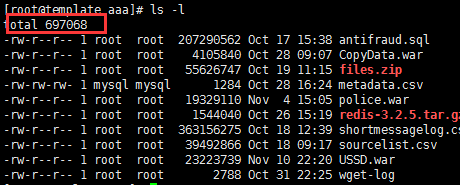 [root@template aaa]# ls -l
total 697068
-rw-r--r-- 1 root  root  207290562 Oct 17 15:38 antifraud.sql
-rw-r--r-- 1 root  root    4105840 Oct 28 09:07 CopyData.war
-rw-r--r-- 1 root  root   55626747 Oct 19 11:15 files.zip
-rw-rw-rw- 1 mysql mysql      1284 Oct 28 16:24 metadata.csv
-rw-r--r-- 1 root  root   19329110 Nov  4 15:05 police.war
-rw-r--r-- 1 root  root    1544040 Oct 26 15:19 redis-3.2.5.tar.gz
-rw-r--r-- 1 root  root  363156275 Oct 18 12:39 shortmessagelog.c
-rw-r--r-- 1 root  root   39492866 Oct 18 09:17 sourcelist.csv
-rw-r--r-- 1 root  root   23223739 Nov 10 22:20 USSD.war
-rw-r--r-- 1 root  root       2788 Oct 31 22:25 wget-log